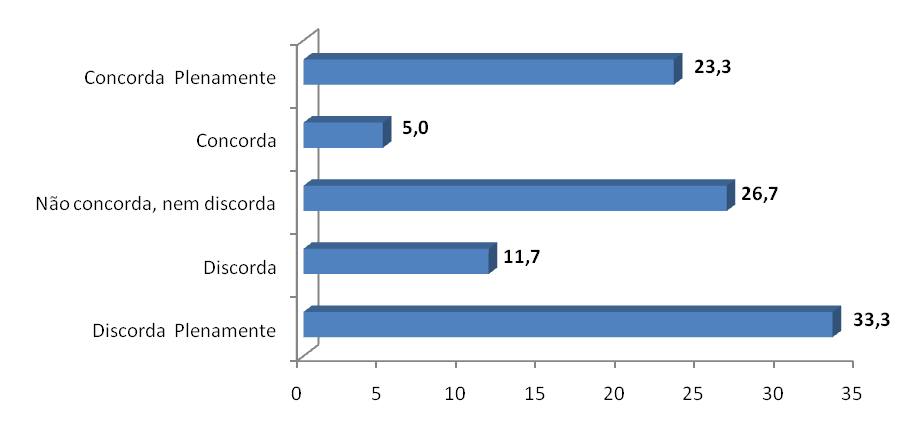 Concorda Plenamente 23,3
Concorda 5,0
Não concorda, nem discorda 26,7
Discorda 11,7
Discorda Plenamente 33,3
0 5 10 15 20 25 30 35